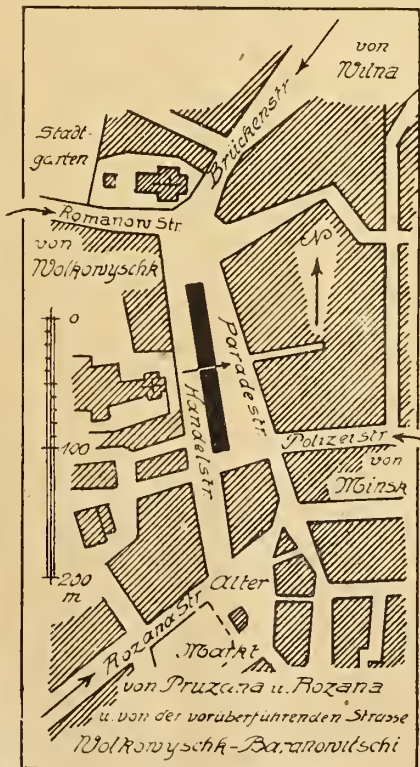 von
Wilna
Stadt-
garten
Brückenstr
Romanow Str.
von
Wolkowyschk
N
0
Paradestr
Handelstr
100
Polizeistr
von
Minsk
200
m
Alter
Markt
Rozana Str
von Pruzana u. Rozana
u. von der vorüberführenden Strasse
Wolkowyschk-Baranowitschi